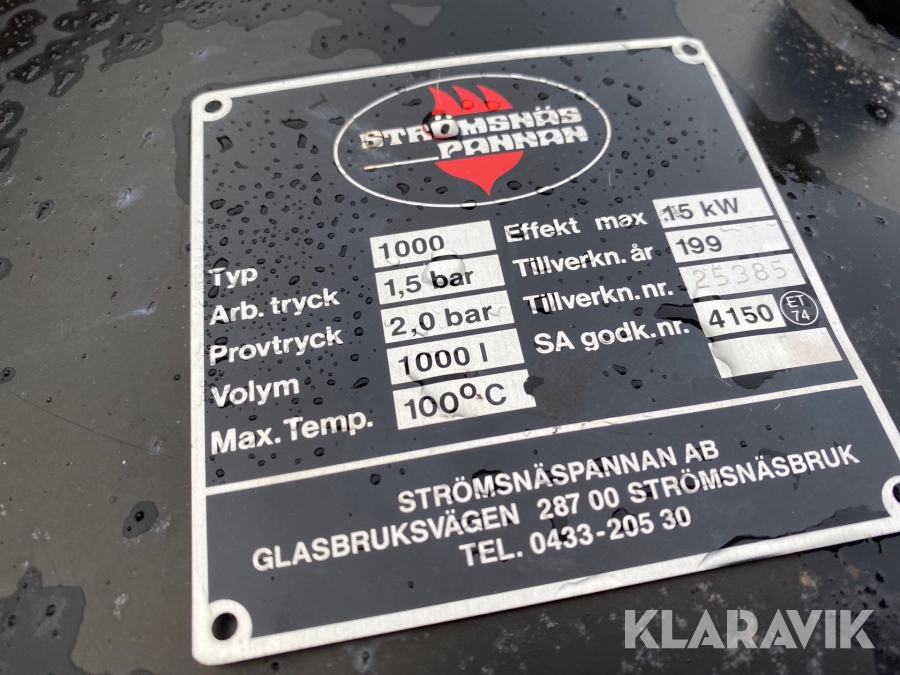 STRÖMSNÄS
PANNAN
Typ 1000
Arb. tryck 1,5 bar
Provtryck 2,0 bar
Volym 1000 l
Max. Temp. 100°C
Effekt max 15 kW
Tillverkn. år 199
Tillverkn. nr. 25385
SA godk. nr. 4150 ET 74
STRÖMSNÄSPANNAN AB
GLASBRUKSVÄGEN 287 00 STRÖMSNÄSBRUK
TEL. 0433-205 30
KLARAVIK